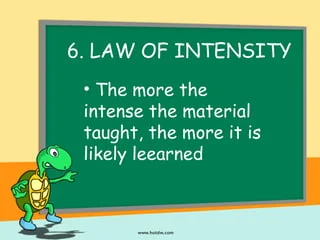 6. LAW OF INTENSITY
• The more the
intense the material
taught, the more it is
likely leearned
www.hotdw.com